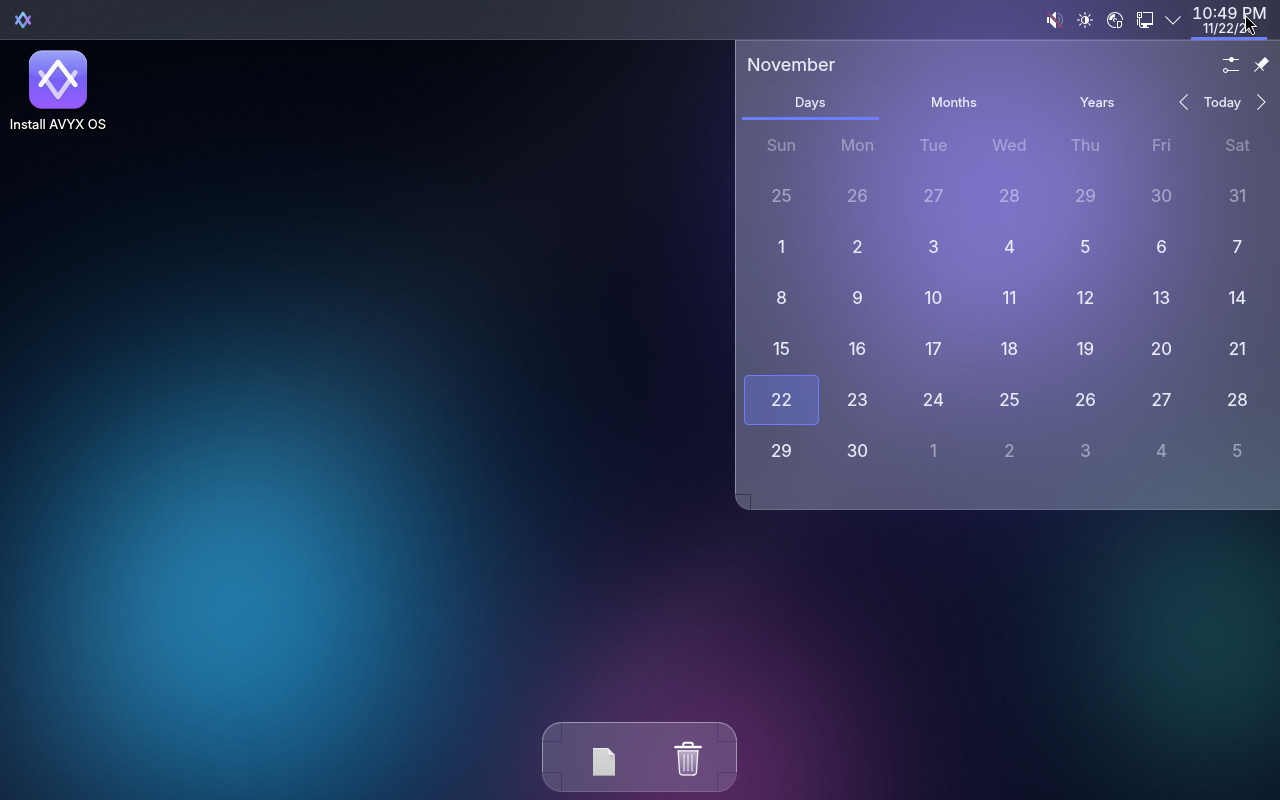 10:49 PM
11/22/2
Install AVYX OS
November
Days Months Years Today
Sun Mon Tue Wed Thu Fri Sat
25 26 27 28 29 30 31
1 2 3 4 5 6 7
8 9 10 11 12 13 14
15 16 17 18 19 20 21
22 23 24 25 26 27 28
29 30 1 2 3 4 5